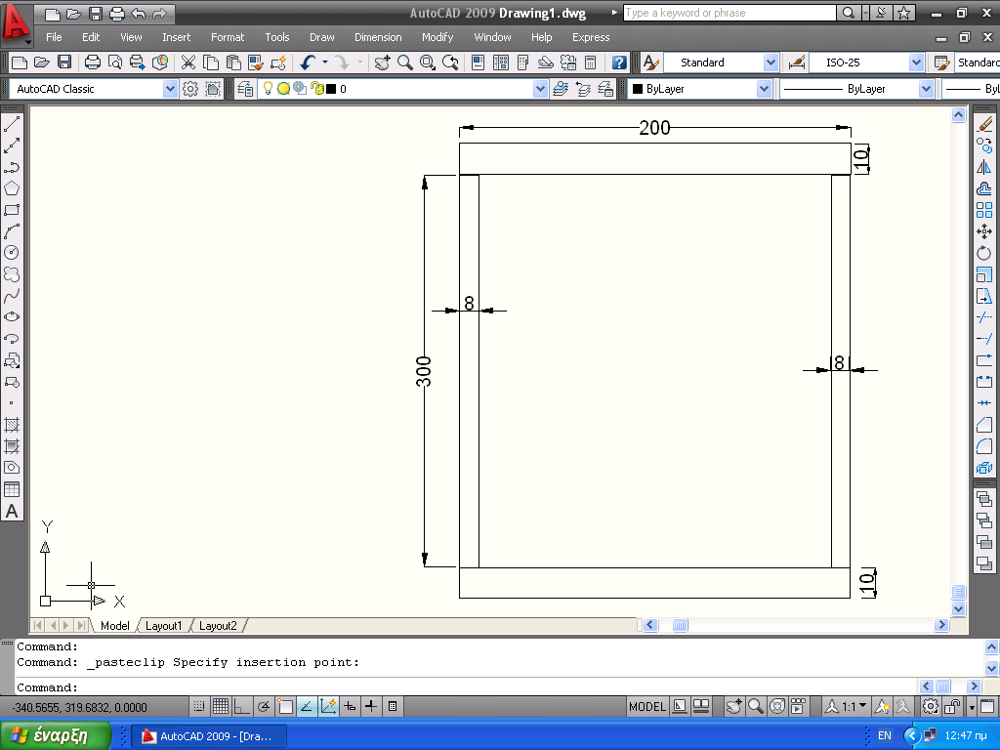 AutoCAD 2009 Drawing1.dwg
Type a keyword or phrase
File Edit View Insert Format Tools Draw Dimension Modify Window Help Express
Standard ISO-25 Standard
AutoCAD Classic 0 ByLayer ByLayer ByL
200
10
300
8
8
10
Y
X
A
Model Layout1 Layout2
Command:
Command: _pasteclip Specify insertion point:
Command:
-340.5655, 319.6832, 0.0000 MODEL 1:1
έναρξη AutoCAD 2009 - [Dra... EN 12:47 πμ